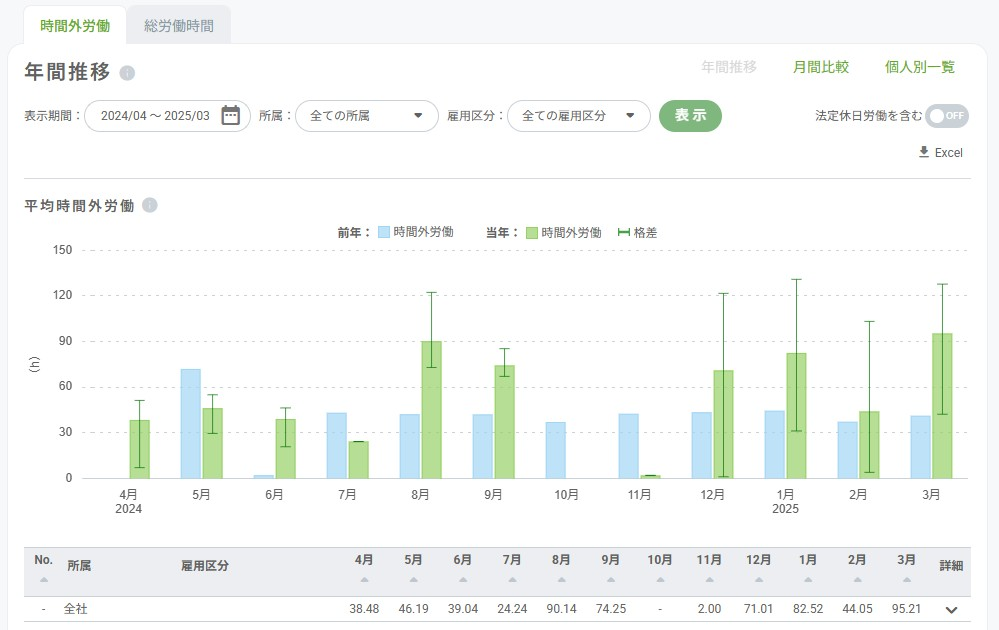 時間外労働 総労働時間
年間推移 年間推移 月間比較 個人別一覧
表示期間： 2024/04 ～ 2025/03 所属： 全ての所属 雇用区分： 全ての雇用区分 表示 法定休日労働を含む OFF
Excel
平均時間外労働
前年： 時間外労働 当年： 時間外労働 格差
150
120
90
(h)
60
30
0
4月 5月 6月 7月 8月 9月 10月 11月 12月 1月 2月 3月
2024 2025
No. 所属 雇用区分 4月 5月 6月 7月 8月 9月 10月 11月 12月 1月 2月 3月 詳細
- 全社 38.48 46.19 39.04 24.24 90.14 74.25 - 2.00 71.01 82.52 44.05 95.21